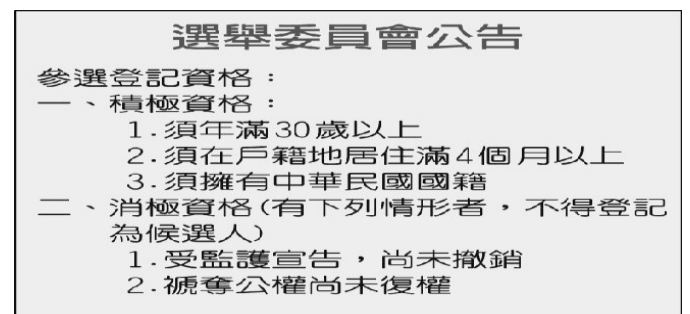 選舉委員會公告
參選登記資格：
一、積極資格：
1.須年滿30歲以上
2.須在戶籍地居住滿4個月以上
3.須擁有中華民國國籍
二、消極資格(有下列情形者，不得登記
為候選人)
1.受監護宣告，尚未撤銷
2.褫奪公權尚未復權